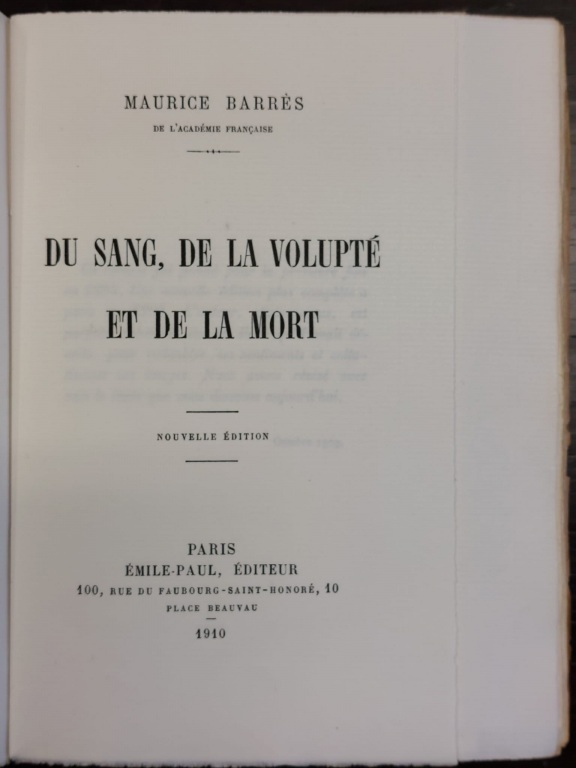 MAURICE BARRÈS
DE L'ACADÉMIE FRANÇAISE
DU SANG, DE LA VOLUPTÉ
ET DE LA MORT
NOUVELLE ÉDITION
PARIS
ÉMILE-PAUL, ÉDITEUR
100, RUE DU FAUBOURG-SAINT-HONORÉ, 10
PLACE BEAUVAU
1910